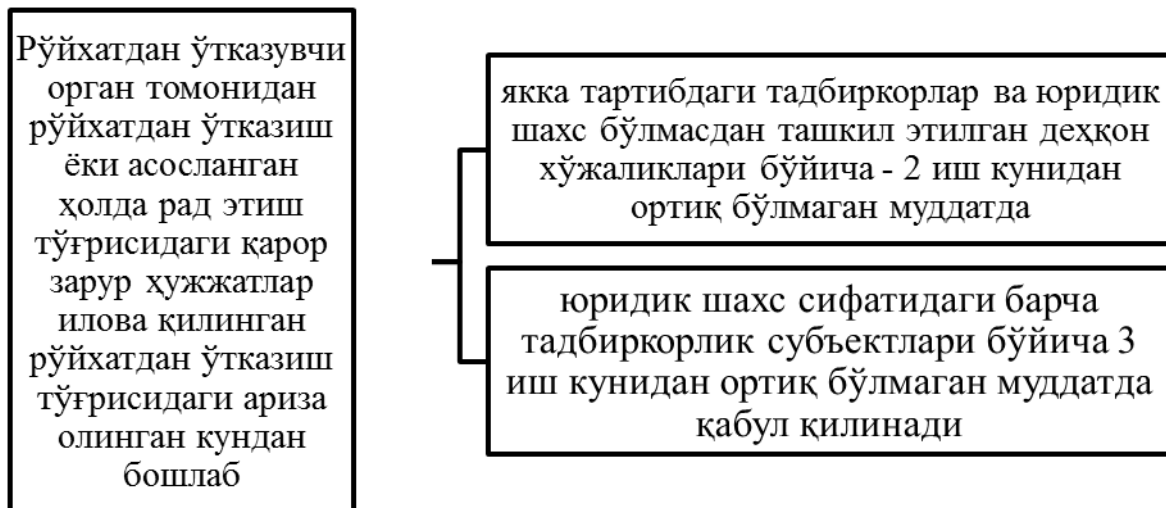 Рўйхатдан ўтказувчи
орган томонидан
рўйхатдан ўтказиш
ёки асосланган
ҳолда рад этиш
тўғрисидаги қарор
зарур ҳужжатлар
илова қилинган
рўйхатдан ўтказиш
тўғрисидаги ариза
олинган кундан
бошлаб
якка тартибдаги тадбиркорлар ва юридик
шахс бўлмасдан ташкил этилган деҳқон
хўжаликлари бўйича - 2 иш кунидан
ортиқ бўлмаган муддатда
юридик шахс сифатидаги барча
тадбиркорлик субъектлари бўйича 3
иш кунидан ортиқ бўлмаган муддатда
қабул қилинади